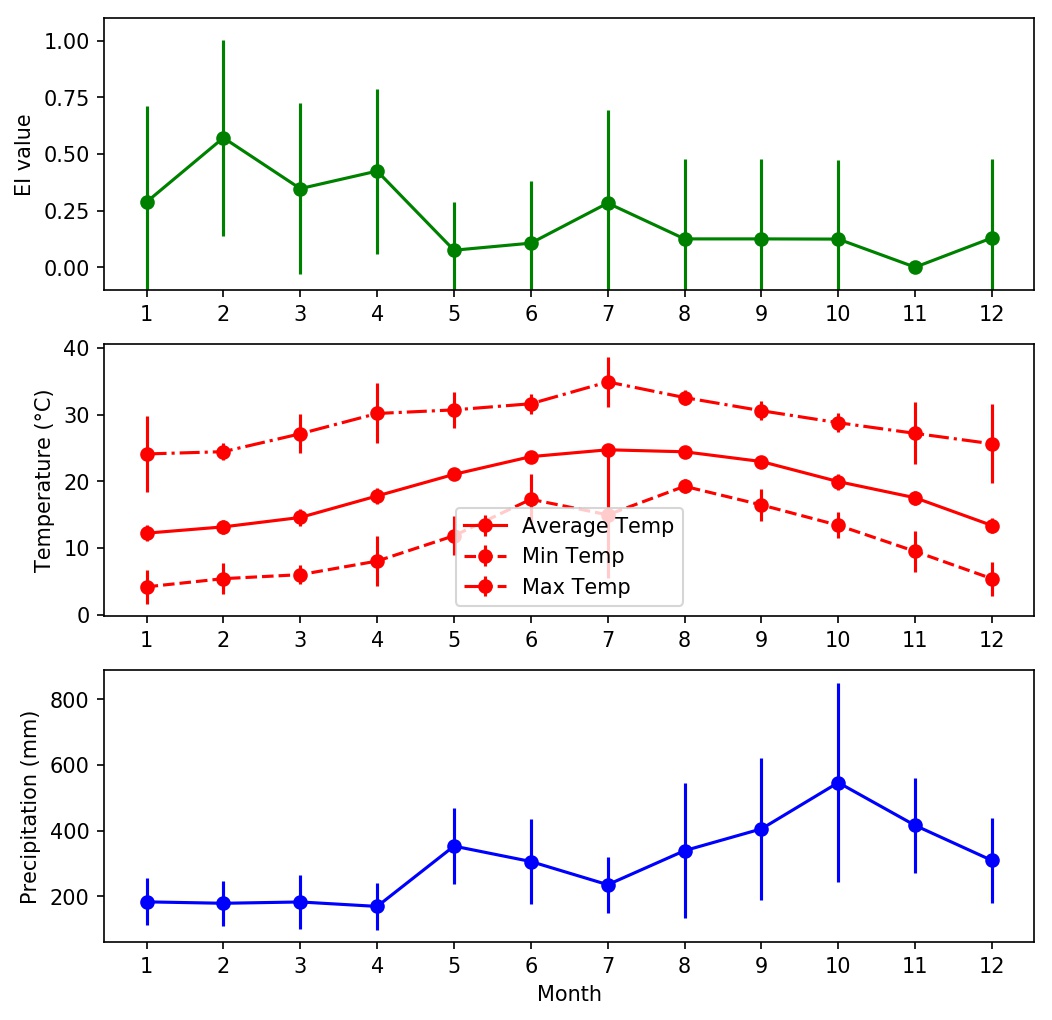 EI value
1.00
0.75
0.50
0.25
0.00
1 2 3 4 5 6 7 8 9 10 11 12
Temperature (°C)
40
30
20
10
0
Average Temp
Min Temp
Max Temp
1 2 3 4 5 6 7 8 9 10 11 12
Precipitation (mm)
800
600
400
200
1 2 3 4 5 6 7 8 9 10 11 12
Month